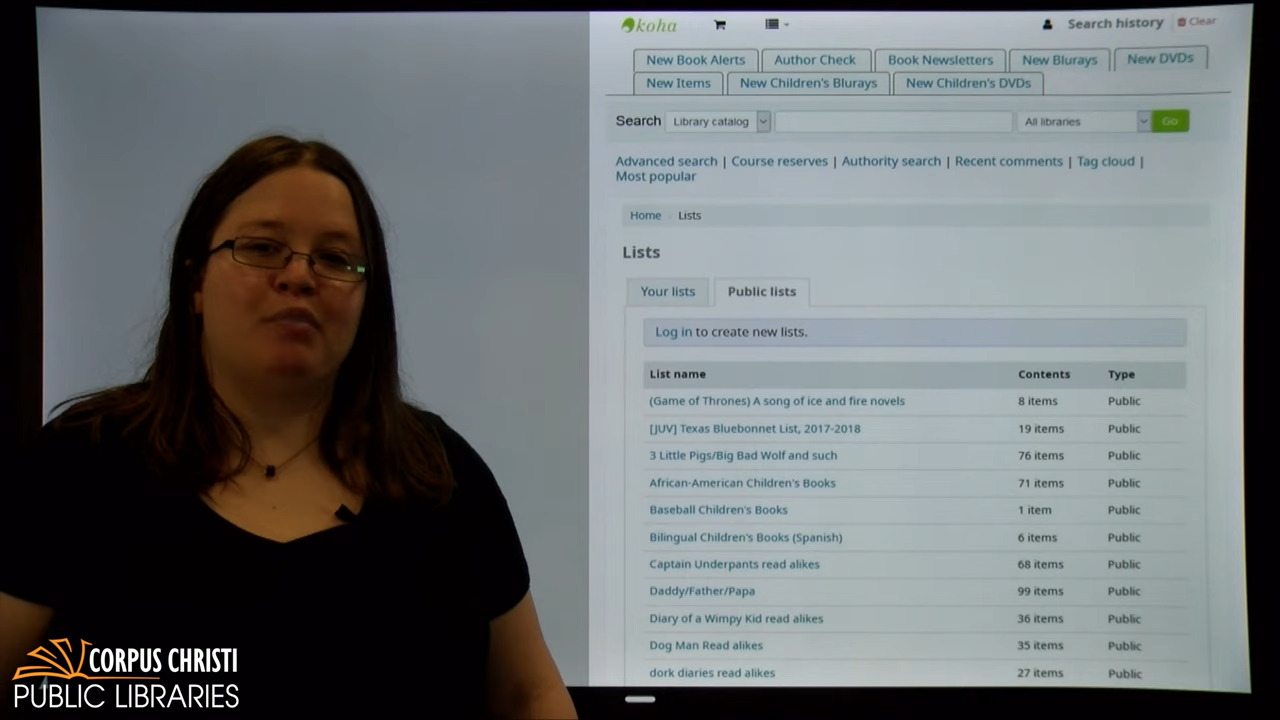 koha
Search history Clear
New Book Alerts Author Check Book Newsletters New Blurays New DVDs
New Items New Children's Blurays New Children's DVDs
Search Library catalog All libraries Go
Advanced search | Course reserves | Authority search | Recent comments | Tag cloud |
Most popular
Home Lists
Lists
Your lists Public lists
Log in to create new lists.
List name Contents Type
(Game of Thrones) A song of ice and fire novels 8 items Public
[JUV] Texas Bluebonnet List, 2017-2018 19 items Public
3 Little Pigs/Big Bad Wolf and such 76 items Public
African-American Children's Books 71 items Public
Baseball Children's Books 1 item Public
Bilingual Children's Books (Spanish) 6 items Public
Captain Underpants read alikes 68 items Public
Daddy/Father/Papa 99 items Public
Diary of a Wimpy Kid read alikes 36 items Public
Dog Man Read alikes 35 items Public
dork diaries read alikes 27 items Public
CORPUS CHRISTI
PUBLIC LIBRARIES